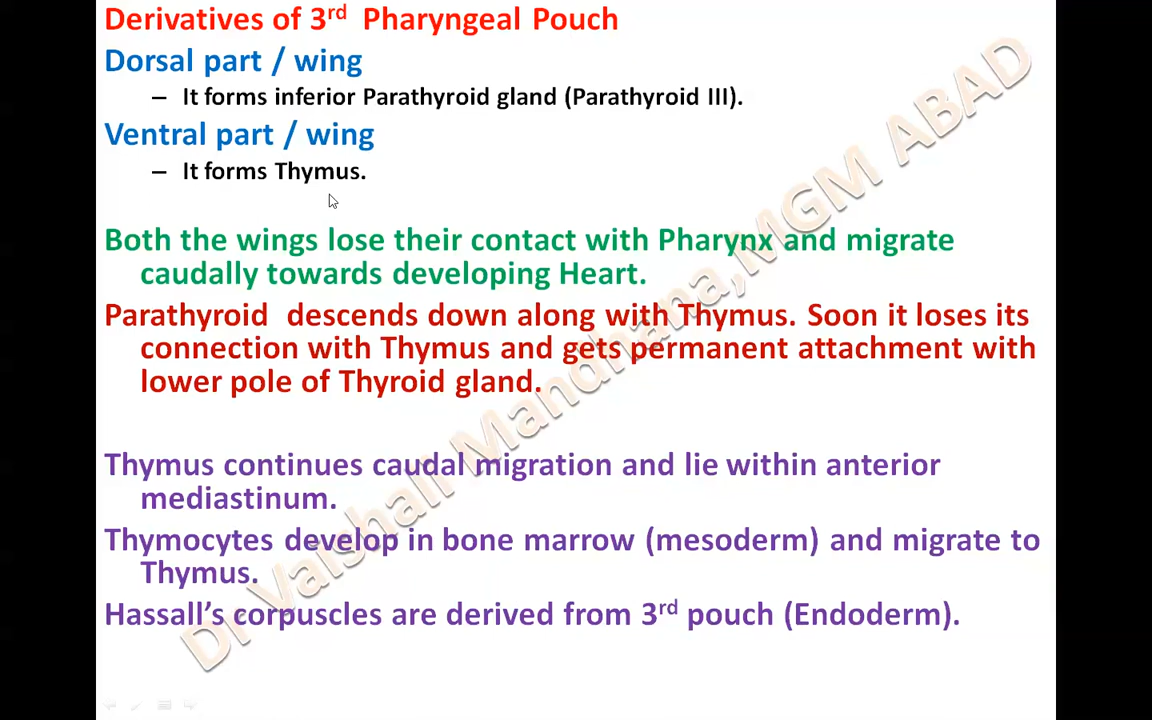 Derivatives of 3rd Pharyngeal Pouch
Dorsal part / wing
– It forms inferior Parathyroid gland (Parathyroid III).
Ventral part / wing
– It forms Thymus.
Both the wings lose their contact with Pharynx and migrate
caudally towards developing Heart.
Parathyroid descends down along with Thymus. Soon it loses its
connection with Thymus and gets permanent attachment with
lower pole of Thyroid gland.
Thymus continues caudal migration and lie within anterior
mediastinum.
Thymocytes develop in bone marrow (mesoderm) and migrate to
Thymus.
Hassall's corpuscles are derived from 3rd pouch (Endoderm).
Dr Vaishali Mandhana,MGM ABAD